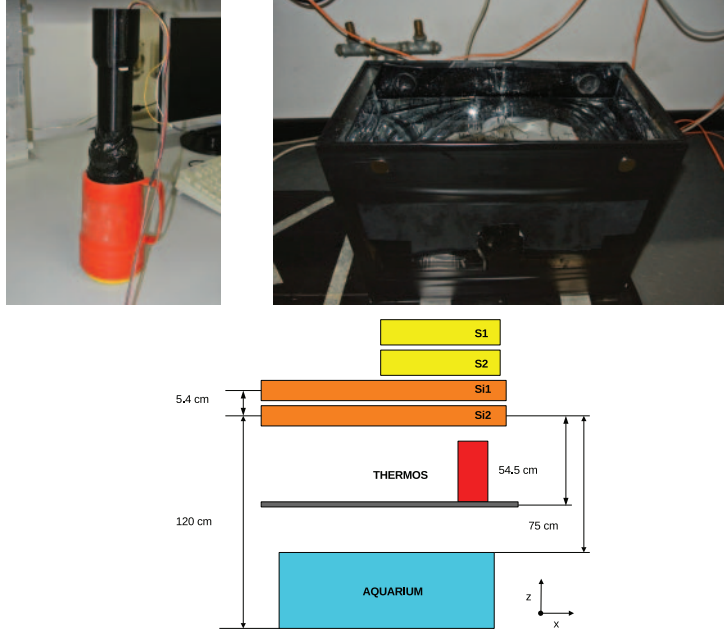 S1
S2
Si1
5.4 cm
Si2
THERMOS
54.5 cm
120 cm
75 cm
AQUARIUM
z
x